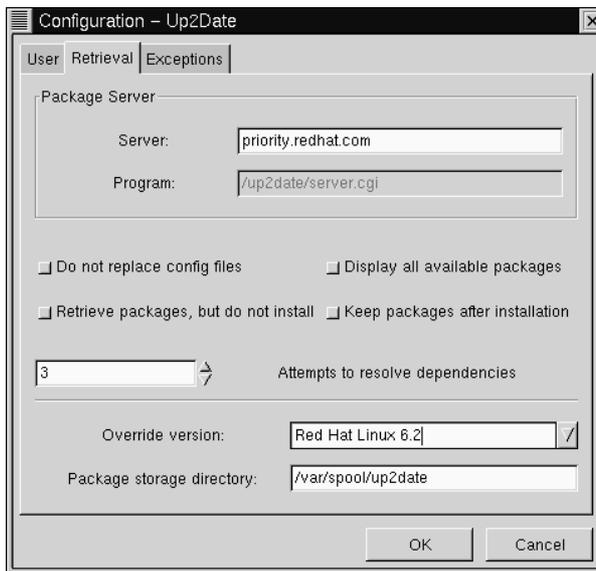 Configuration – Up2Date
User Retrieval Exceptions
Package Server
Server: priority.redhat.com
Program: /up2date/server.cgi
Do not replace config files Display all available packages
Retrieve packages, but do not install Keep packages after installation
3 Attempts to resolve dependencies
Override version: Red Hat Linux 6.2
Package storage directory: /var/spool/up2date
OK Cancel